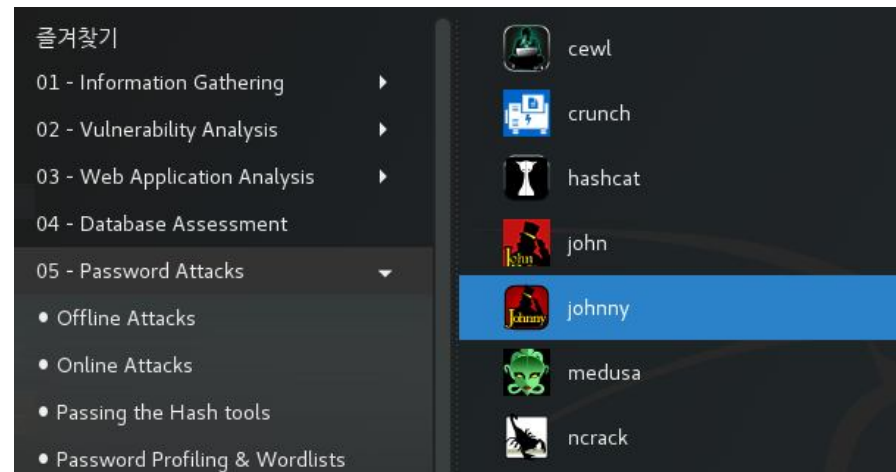 즐겨찾기
01 - Information Gathering
02 - Vulnerability Analysis
03 - Web Application Analysis
04 - Database Assessment
05 - Password Attacks
• Offline Attacks
• Online Attacks
• Passing the Hash tools
• Password Profiling & Wordlists
cewl
crunch
hashcat
john
John
johnny
Johnny
medusa
ncrack